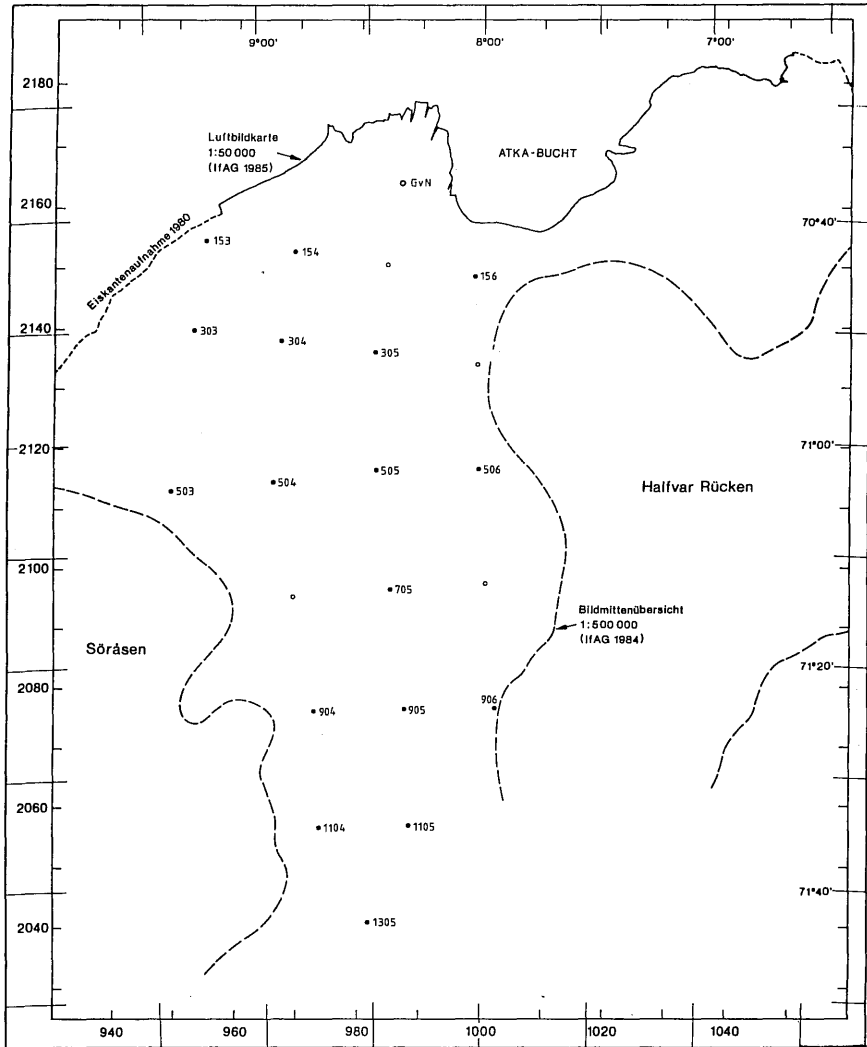 9°00' 8°00' 7°00'
2180
Luftbildkarte
1:50 000
(IfAG 1985)
ATKA-BUCHT
GvN
2160
70°40'
Eiskantenaufnahme 1980
153
154
156
2140
303
304
305
2120
71°00'
503
504
505
506
Halfvar Rücken
2100
705
Bildmittenübersicht
1:500 000
(IfAG 1984)
Söråsen
71°20'
2080
904
905
906
2060
1104
1105
71°40'
2040
1305
940 960 980 1000 1020 1040